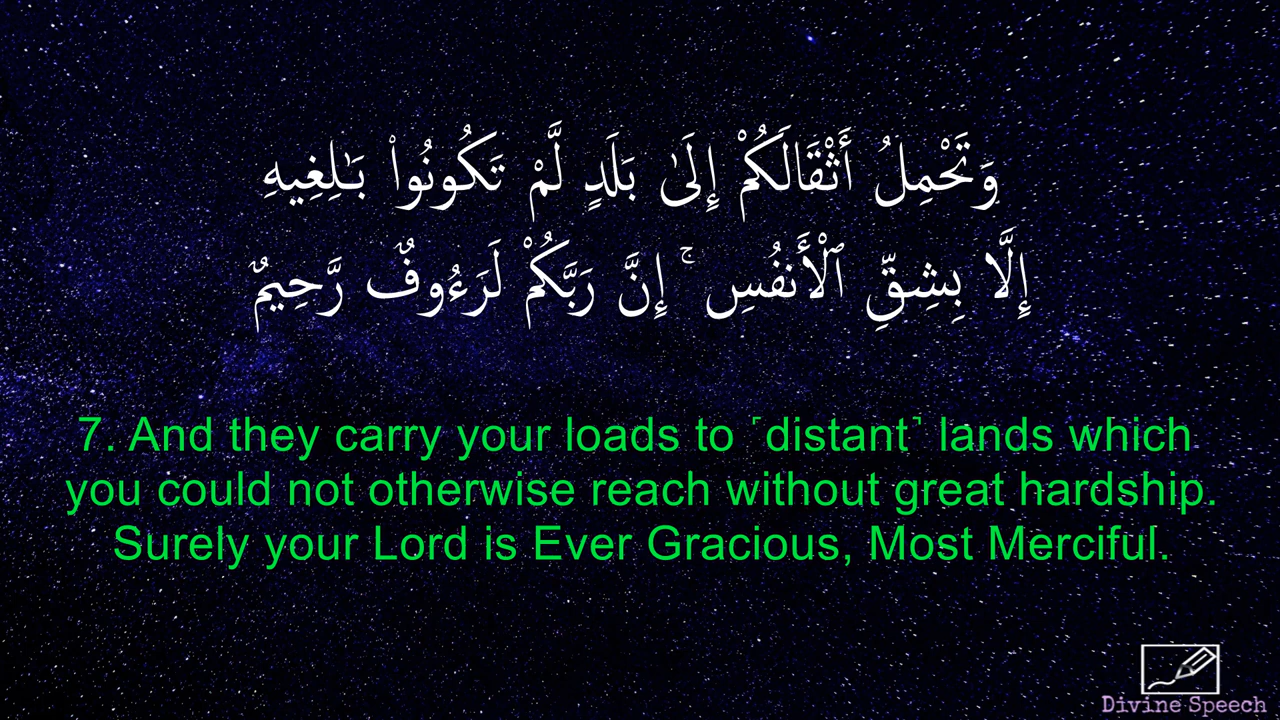 وَتَحْمِلُ أَثْقَالَكُمْ إِلَىٰ بَلَدٍ لَّمْ تَكُونُوا۟ بَـٰلِغِيهِ
إِلَّا بِشِقِّ ٱلْأَنفُسِ ۚ إِنَّ رَبَّكُمْ لَرَءُوفٌ رَّحِيمٌ
7. And they carry your loads to ˹distant˺ lands which
you could not otherwise reach without great hardship.
Surely your Lord is Ever Gracious, Most Merciful.
Divine Speech